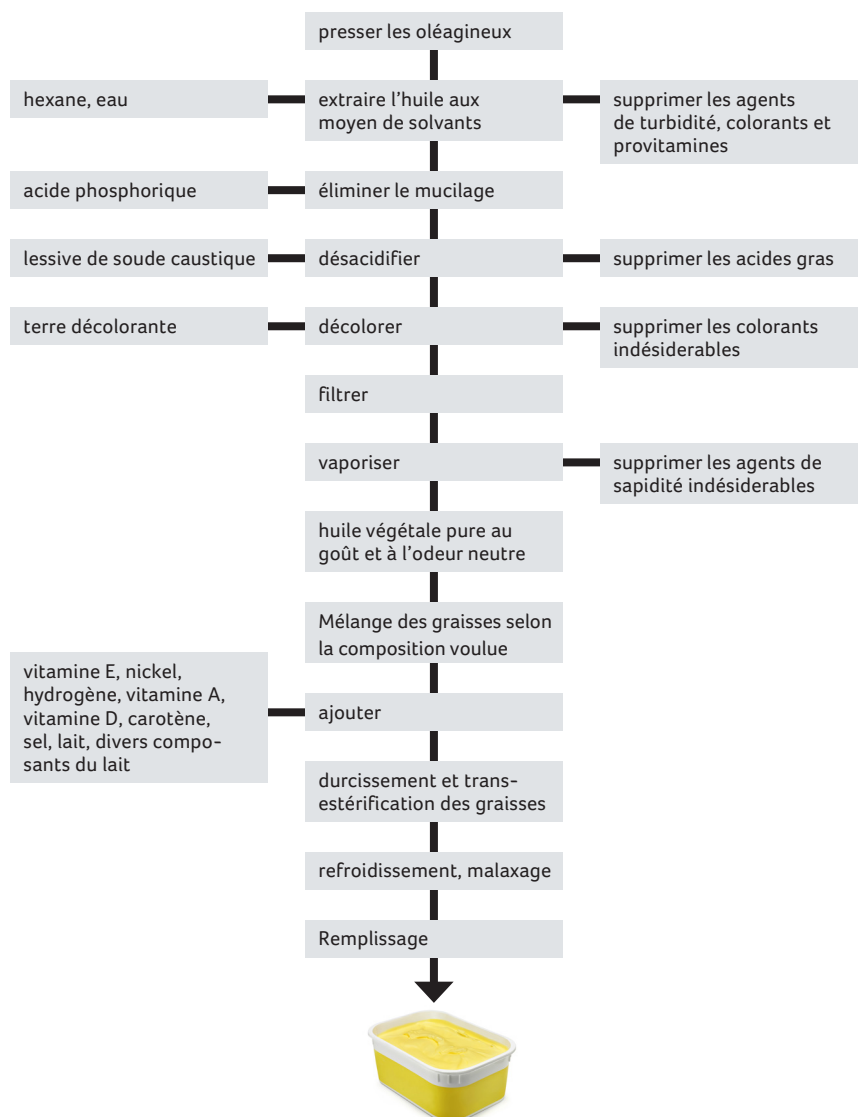 presser les oléagineux
hexane, eau
extraire l’huile aux
moyen de solvants
supprimer les agents
de turbidité, colorants et
provitamines
acide phosphorique
éliminer le mucilage
lessive de soude caustique
désacidifier
supprimer les acides gras
terre décolorante
décolorer
supprimer les colorants
indésiderables
filtrer
vaporiser
supprimer les agents de
sapidité indésiderables
huile végétale pure au
goût et à l’odeur neutre
Mélange des graisses selon
la composition voulue
vitamine E, nickel,
hydrogène, vitamine A,
vitamine D, carotène,
sel, lait, divers compo-
sants du lait
ajouter
durcissement et trans-
estérification des graisses
refroidissement, malaxage
Remplissage